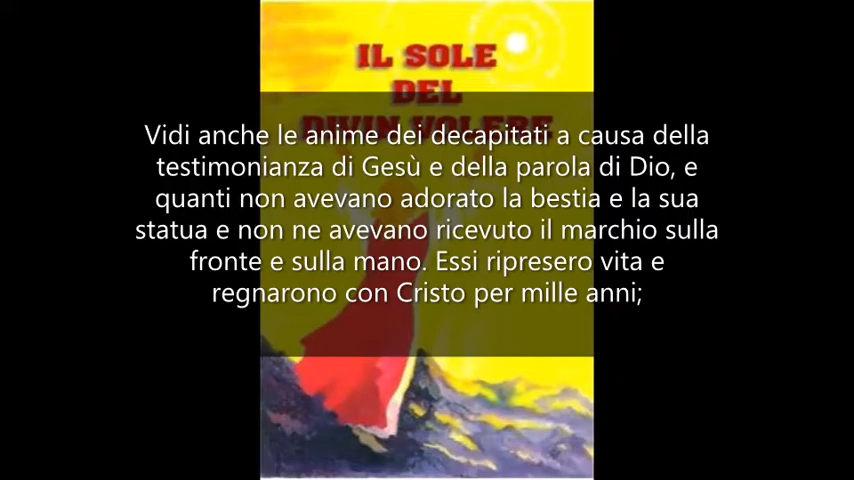 IL SOLE
DEL
DIVIN VOLERE
Vidi anche le anime dei decapitati a causa della
testimonianza di Gesù e della parola di Dio, e
quanti non avevano adorato la bestia e la sua
statua e non ne avevano ricevuto il marchio sulla
fronte e sulla mano. Essi ripresero vita e
regnarono con Cristo per mille anni;